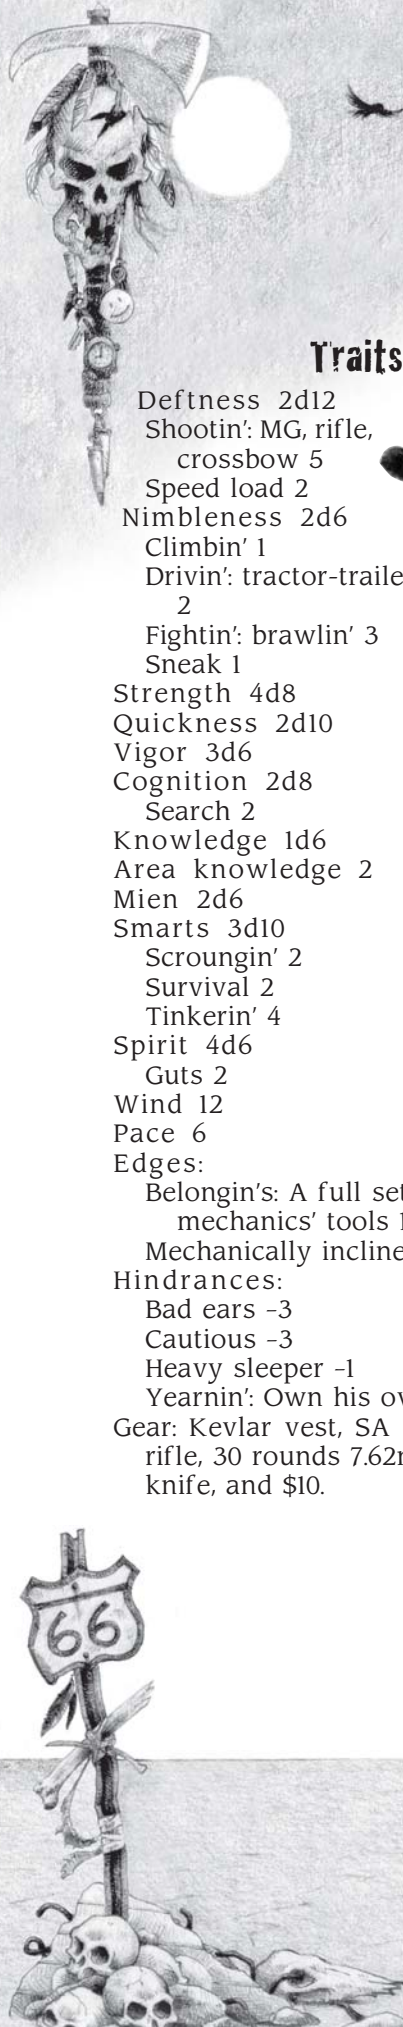 Traits
Deftness 2d12
Shootin’: MG, rifle,
crossbow 5
Speed load 2
Nimbleness 2d6
Climbin’ 1
Drivin’: tractor-traile
2
Fightin’: brawlin’ 3
Sneak 1
Strength 4d8
Quickness 2d10
Vigor 3d6
Cognition 2d8
Search 2
Knowledge 1d6
Area knowledge 2
Mien 2d6
Smarts 3d10
Scroungin’ 2
Survival 2
Tinkerin’ 4
Spirit 4d6
Guts 2
Wind 12
Pace 6
Edges:
Belongin’s: A full set
mechanics’ tools
Mechanically incline
Hindrances:
Bad ears –3
Cautious –3
Heavy sleeper –1
Yearnin’: Own his
Gear: Kevlar vest, SA
rifle, 30 rounds 7.62
knife, and $10.
66